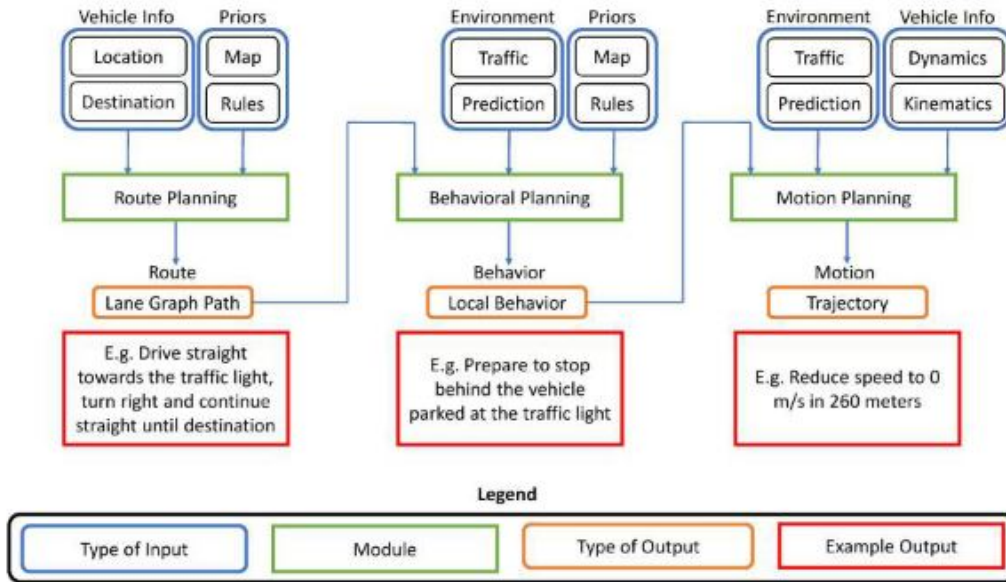 Vehicle Info
Priors
Environment
Priors
Environment
Vehicle Info
Location
Map
Traffic
Map
Traffic
Dynamics
Destination
Rules
Prediction
Rules
Prediction
Kinematics
Route Planning
Behavioral Planning
Motion Planning
Route
Behavior
Motion
Lane Graph Path
Local Behavior
Trajectory
E.g. Drive straight
towards the traffic light,
turn right and continue
straight until destination
E.g. Prepare to stop
behind the vehicle
parked at the traffic light
E.g. Reduce speed to 0
m/s in 260 meters
Legend
Type of Input
Module
Type of Output
Example Output